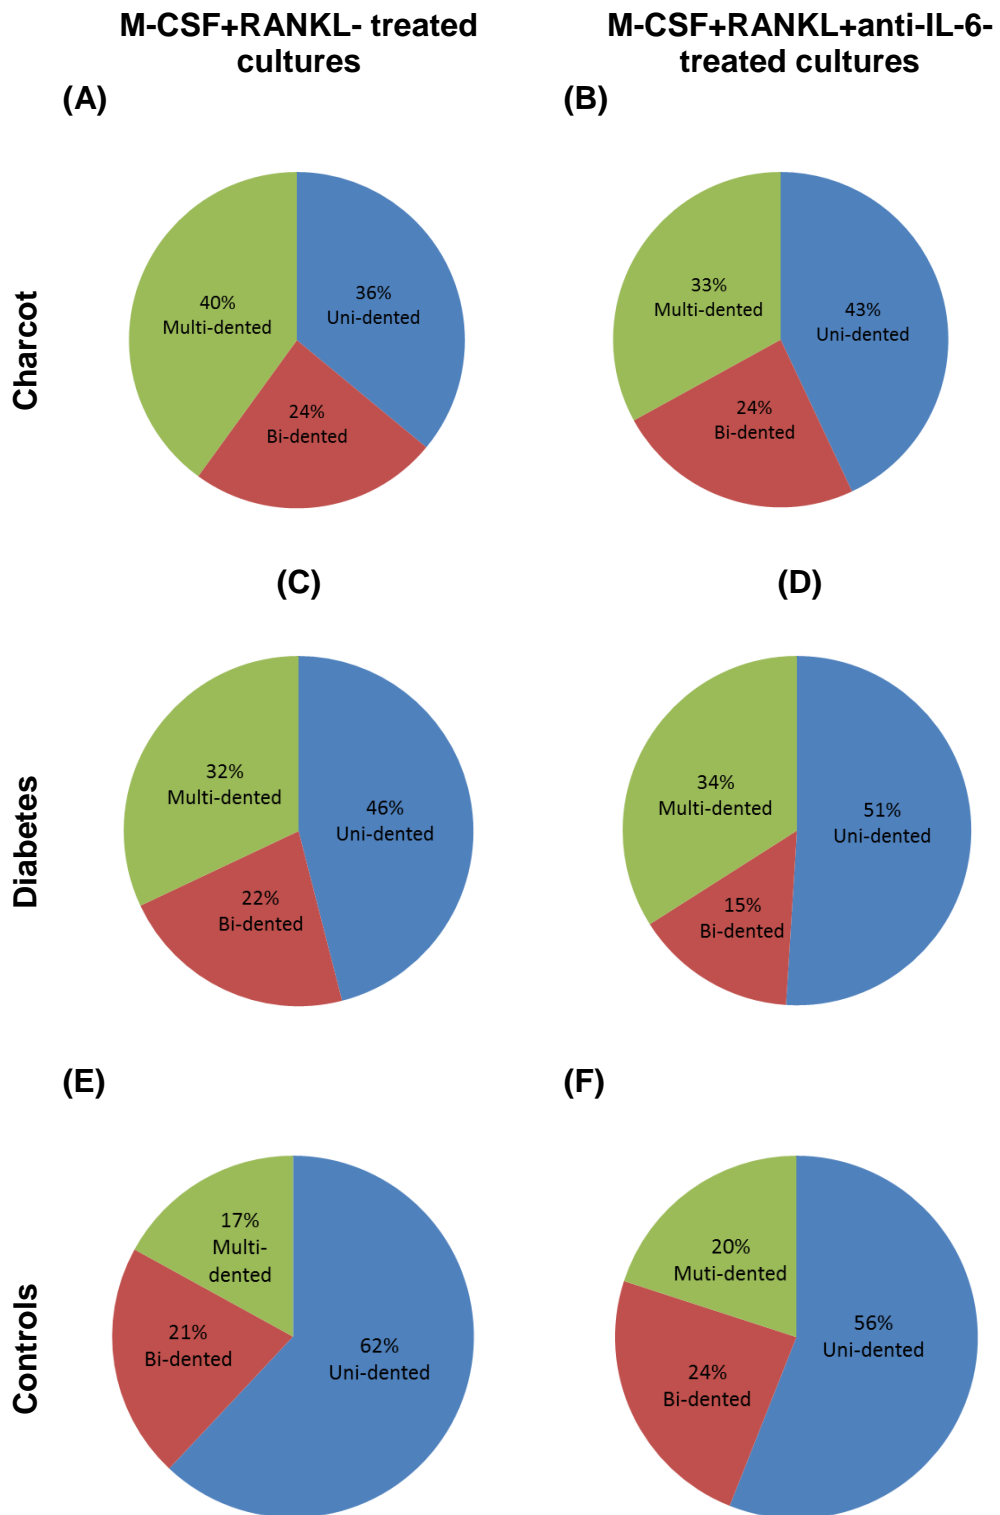 M-CSF+RANKL- treated
cultures
M-CSF+RANKL+anti-IL-6-
treated cultures
(A)
(B)
Charcot
40%
Multi-dented
36%
Uni-dented
24%
Bi-dented
33%
Multi-dented
43%
Uni-dented
24%
Bi-dented
(C)
(D)
Diabetes
32%
Multi-dented
46%
Uni-dented
22%
Bi-dented
34%
Multi-dented
51%
Uni-dented
15%
Bi-dented
(E)
(F)
Controls
17%
Multi-
dented
21%
Bi-dented
62%
Uni-dented
20%
Muti-dented
56%
Uni-dented
24%
Bi-dented